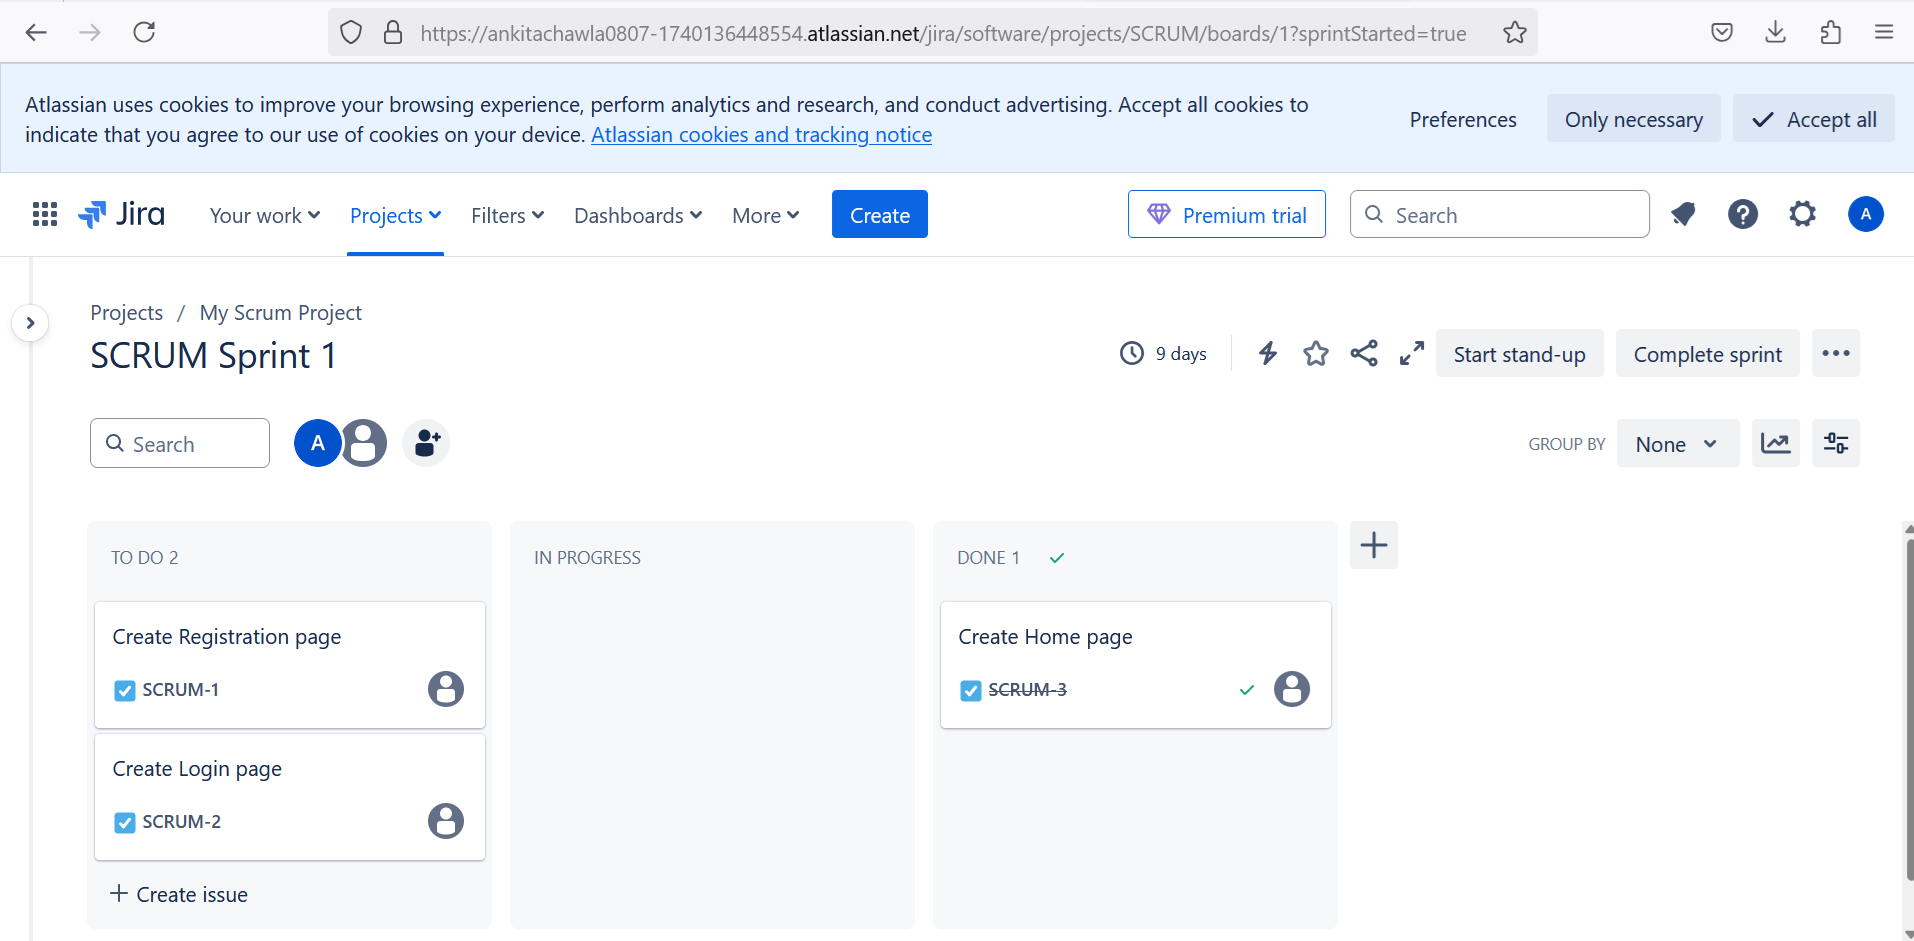 https://ankitachawla0807-1740136448554.atlassian.net/jira/software/projects/SCRUM/boards/1?sprintStarted=true
Atlassian uses cookies to improve your browsing experience, perform analytics and research, and conduct advertising. Accept all cookies to
indicate that you agree to our use of cookies on your device. Atlassian cookies and tracking notice
Preferences
Only necessary
Accept all
Jira
Your work
Projects
Filters
Dashboards
More
Create
Premium trial
Search
A
Projects / My Scrum Project
SCRUM Sprint 1
9 days
Start stand-up
Complete sprint
Search
A
GROUP BY
None
TO DO 2
IN PROGRESS
DONE 1
Create Registration page
SCRUM-1
Create Login page
SCRUM-2
Create issue
Create Home page
SCRUM-3